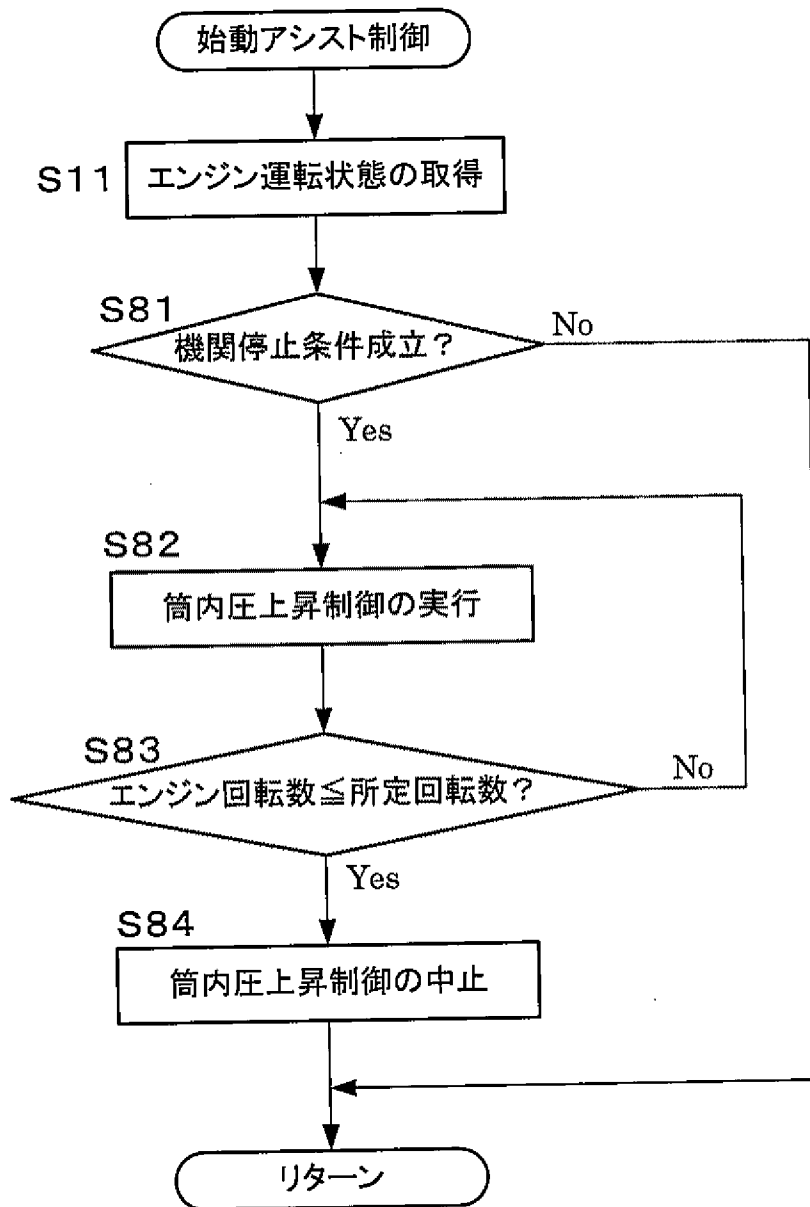 始動アシスト制御
S11
エンジン運転状態の取得
S81
機関停止条件成立?
No
Yes
S82
筒内圧上昇制御の実行
S83
エンジン回転数≦所定回転数?
No
Yes
S84
筒内圧上昇制御の中止
リターン